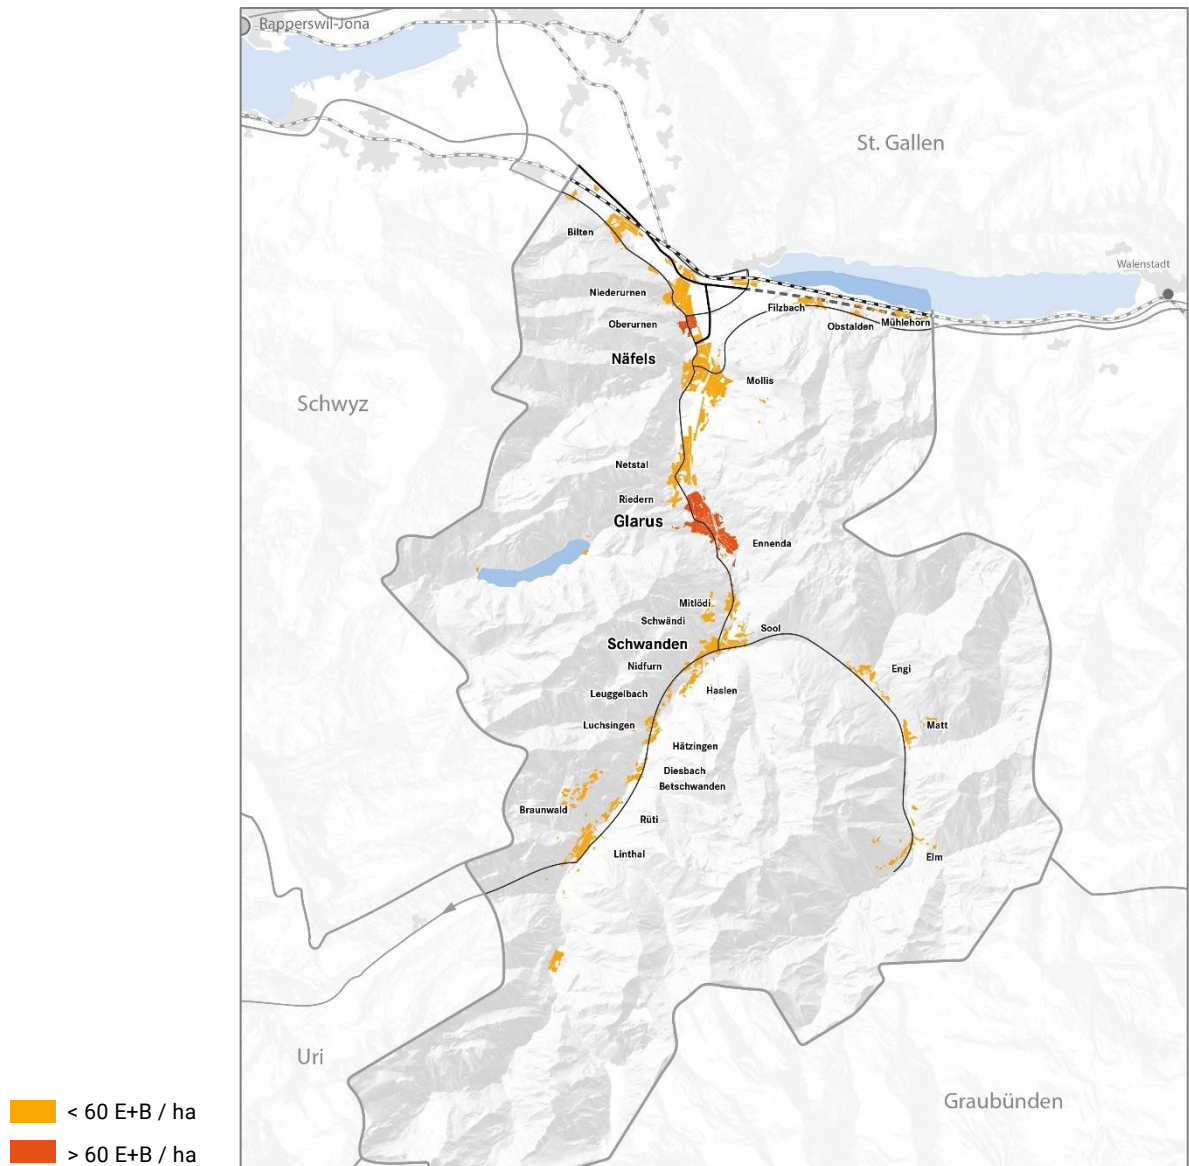 Rapperswil-Jona
St. Gallen
Walenstadt
Bilten
Niederurnen
Filzbach
Oberurnen
Obstalden
Mühlehorn
Näfels
Mollis
Schwyz
Netstal
Riedern
Glarus
Ennenda
Mitlödi
Schwändi
Sool
Schwanden
Nidfurn
Engi
Leuggelbach
Haslen
Luchsingen
Matt
Hätzingen
Diesbach
Betschwanden
Braunwald
Rüti
Linthal
Elm
Uri
Graubünden
< 60 E+B / ha
> 60 E+B / ha